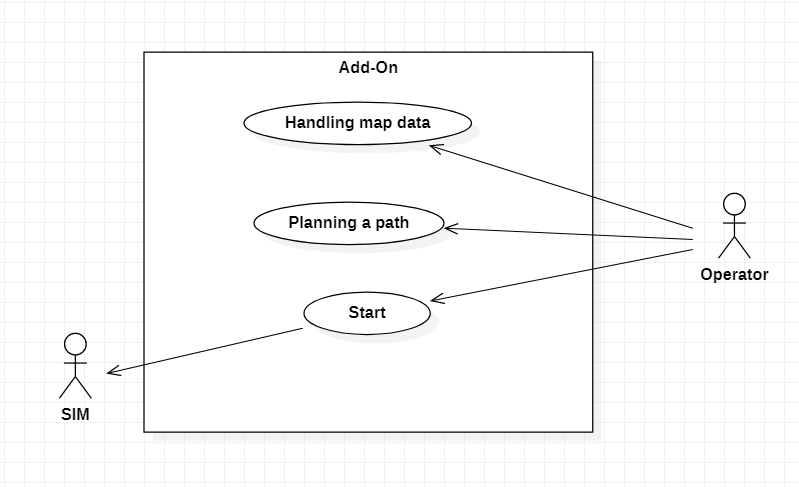 Add-On
Handling map data
Planning a path
Operator
Start
SIM